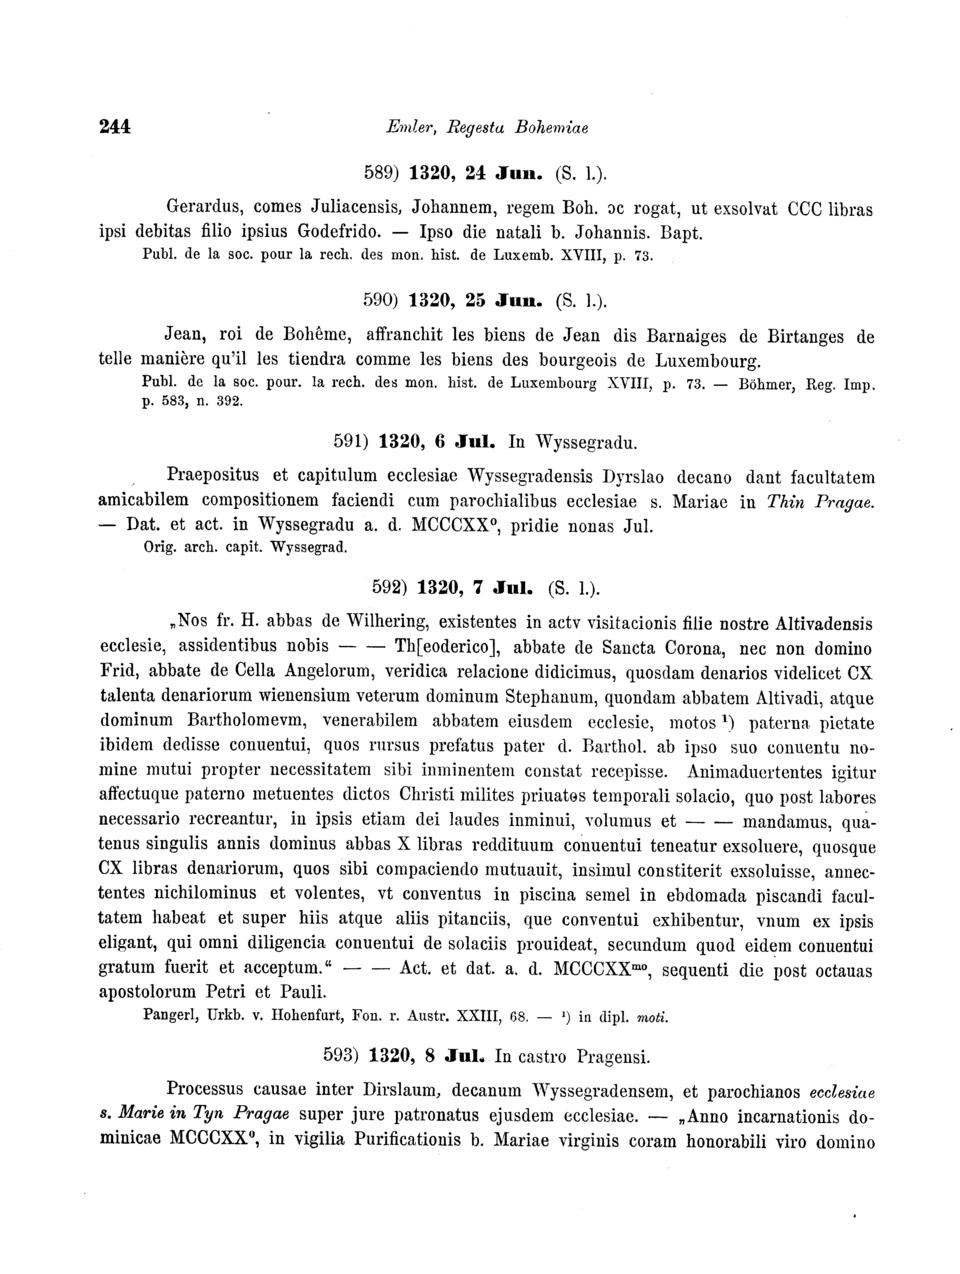 244 Emler, Regesta Bohemiae
589) 1320, 24 Jun. (S. l.).
Gerardus, comes Juliacensis, Johannem, regem Boh. ɔc rogat, ut exsolvat CCC libras
ipsi debitas filio ipsius Godefrido. — Ipso die natali b. Johannis. Bapt.
Publ. de la soc. pour la rech. des mon. hist. de Luxemb. XVIII, p. 73.
590) 1320, 25 Jun. (S. l.).
Jean, roi de Bohême, affranchit les biens de Jean dis Barnaiges de Birtanges de
telle manière qu'il les tiendra comme les biens des bourgeois de Luxembourg.
Publ. de la soc. pour. la rech. des mon. hist. de Luxembourg XVIII, p. 73. — Böhmer, Reg. Imp.
p. 583, n. 392.
591) 1320, 6 Jul. In Wyssegradu.
Praepositus et capitulum ecclesiae Wyssegradensis Dyrslao decano dant facultatem
amicabilem compositionem faciendi cum parochialibus ecclesiae s. Mariae in Thin Pragae.
— Dat. et act. in Wyssegradu a. d. MCCCXX⁰, pridie nonas Jul.
Orig. arch. capit. Wyssegrad.
592) 1320, 7 Jul. (S. l.).
„Nos fr. H. abbas de Wilhering, existentes in actv visitacionis filie nostre Altivadensis
ecclesie, assidentibus nobis — — Th[eoderico], abbate de Sancta Corona, nec non domino
Frid, abbate de Cella Angelorum, veridica relacione didicimus, quosdam denarios videlicet CX
talenta denariorum wienensium veterum dominum Stephanum, quondam abbatem Altivadi, atque
dominum Bartholomevm, venerabilem abbatem eiusdem ecclesie, motos ¹) paterna pietate
ibidem dedisse conuentui, quos rursus prefatus pater d. Barthol. ab ipso suo conuentu no-
mine mutui propter necessitatem sibi inminentem constat recepisse. Animaduertentes igitur
affectuque paterno metuentes dictos Christi milites priuatos temporali solacio, quo post labores
necessario recreantur, in ipsis etiam dei laudes inminui, volumus et — — mandamus, qua-
tenus singulis annis dominus abbas X libras reddituum conuentui teneatur exsoluere, quosque
CX libras denariorum, quos sibi compaciendo mutuauit, insimul constiterit exsoluisse, annec-
tentes nichilominus et volentes, vt conventus in piscina semel in ebdomada piscandi facul-
tatem habeat et super hiis atque aliis pitanciis, que conventui exhibentur, vnum ex ipsis
eligant, qui omni diligencia conuentui de solaciis prouideat, secundum quod eidem conuentui
gratum fuerit et acceptum.“ — — Act. et dat. a. d. MCCCXXᵐᵒ, sequenti die post octauas
apostolorum Petri et Pauli.
Pangerl, Urkb. v. Hohenfurt, Fon. r. Austr. XXIII, 68. — ¹) in dipl. moti.
593) 1320, 8 Jul. In castro Pragensi.
Processus causae inter Dirslaum, decanum Wyssegradensem, et parochianos ecclesiae
s. Marie in Tyn Pragae super jure patronatus ejusdem ecclesiae. — „Anno incarnationis do-
minicae MCCCXX⁰, in vigilia Purificationis b. Mariae virginis coram honorabili viro domino